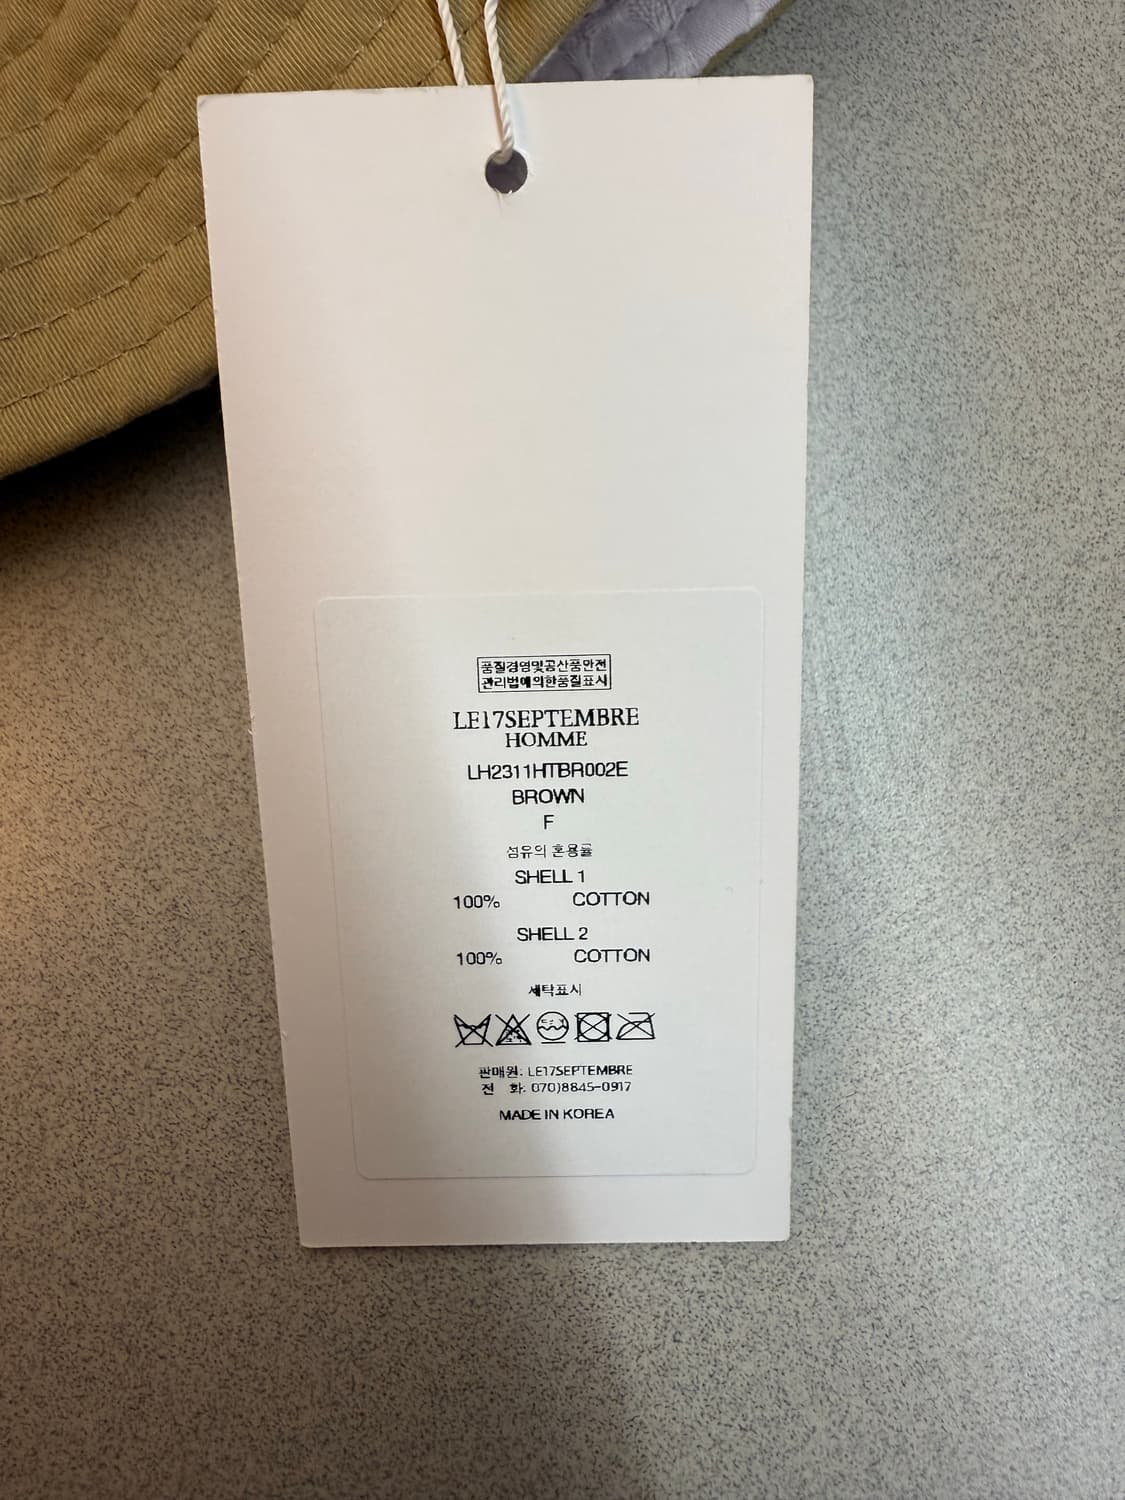 품질경영및공산품안전
관리법에의한품질표시
LE17SEPTEMBRE
HOMME
LH2311HTBR002E
BROWN
F
섬유의 혼용률
SHELL 1
100% COTTON
SHELL 2
100% COTTON
세탁표시
판매원: LE17SEPTEMBRE
전 화: 070)8845-0917
MADE IN KOREA